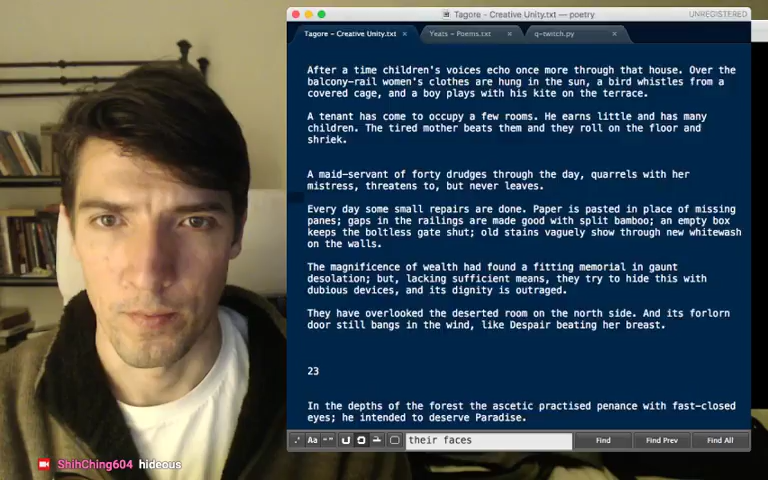 Tagore - Creative Unity.txt — poetry
UNREGISTERED
Tagore - Creative Unity.txt ×
Yeats - Poems.txt ×
q-twitch.py ×
After a time children's voices echo once more through that house. Over the
balcony-rail women's clothes are hung in the sun, a bird whistles from a
covered cage, and a boy plays with his kite on the terrace.
A tenant has come to occupy a few rooms. He earns little and has many
children. The tired mother beats them and they roll on the floor and
shriek.
A maid-servant of forty drudges through the day, quarrels with her
mistress, threatens to, but never leaves.
Every day some small repairs are done. Paper is pasted in place of missing
panes; gaps in the railings are made good with split bamboo; an empty box
keeps the boltless gate shut; old stains vaguely show through new whitewash
on the walls.
The magnificence of wealth had found a fitting memorial in gaunt
desolation; but, lacking sufficient means, they try to hide this with
dubious devices, and its dignity is outraged.
They have overlooked the deserted room on the north side. And its forlorn
door still bangs in the wind, like Despair beating her breast.
23
In the depths of the forest the ascetic practised penance with fast-closed
eyes; he intended to deserve Paradise.
.* Aa “” their faces Find Find Prev Find All
ShihChing604 hideous